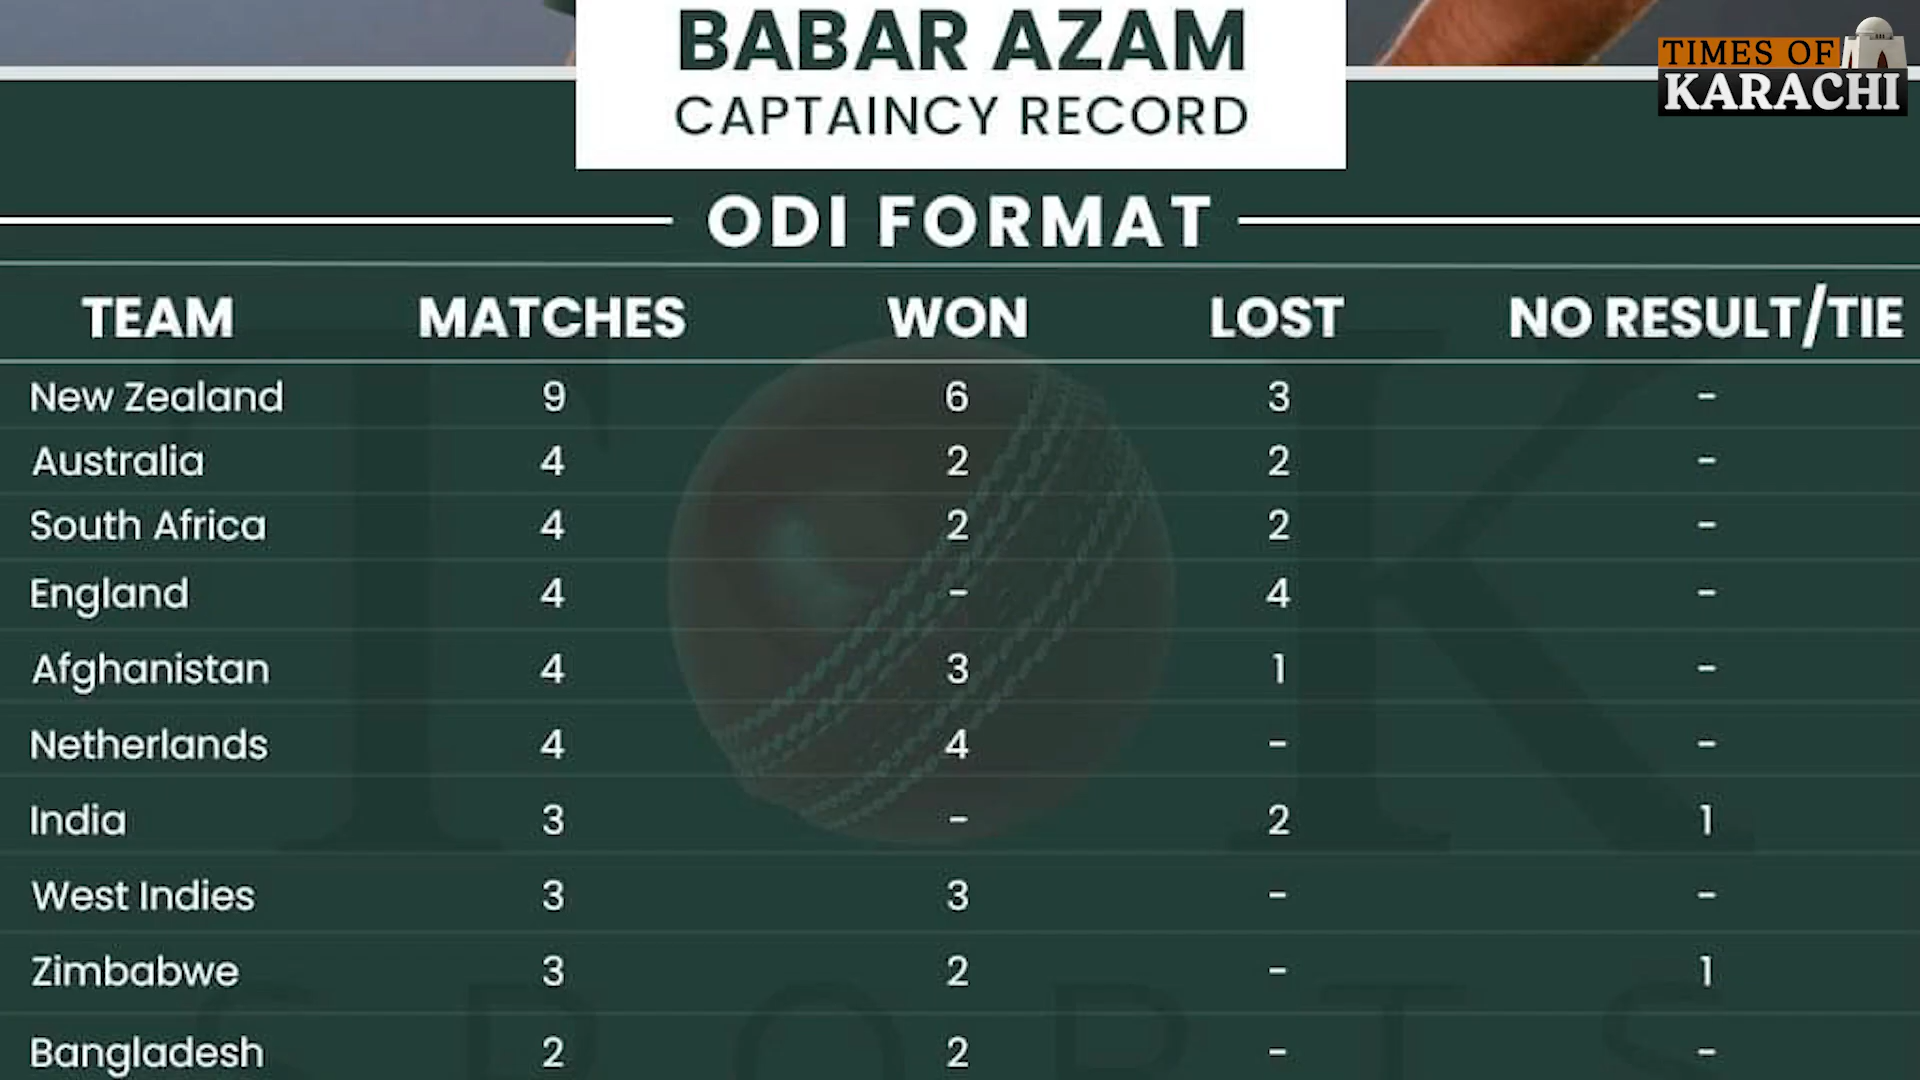 BABAR AZAM
CAPTAINCY RECORD
TIMES OF
KARACHI
ODI FORMAT
TEAM MATCHES WON LOST NO RESULT/TIE
New Zealand 9 6 3 -
Australia 4 2 2 -
South Africa 4 2 2 -
England 4 - 4 -
Afghanistan 4 3 1 -
Netherlands 4 4 - -
India 3 - 2 1
West Indies 3 3 - -
Zimbabwe 3 2 - 1
Bangladesh 2 2 - -
TK
SPORTS